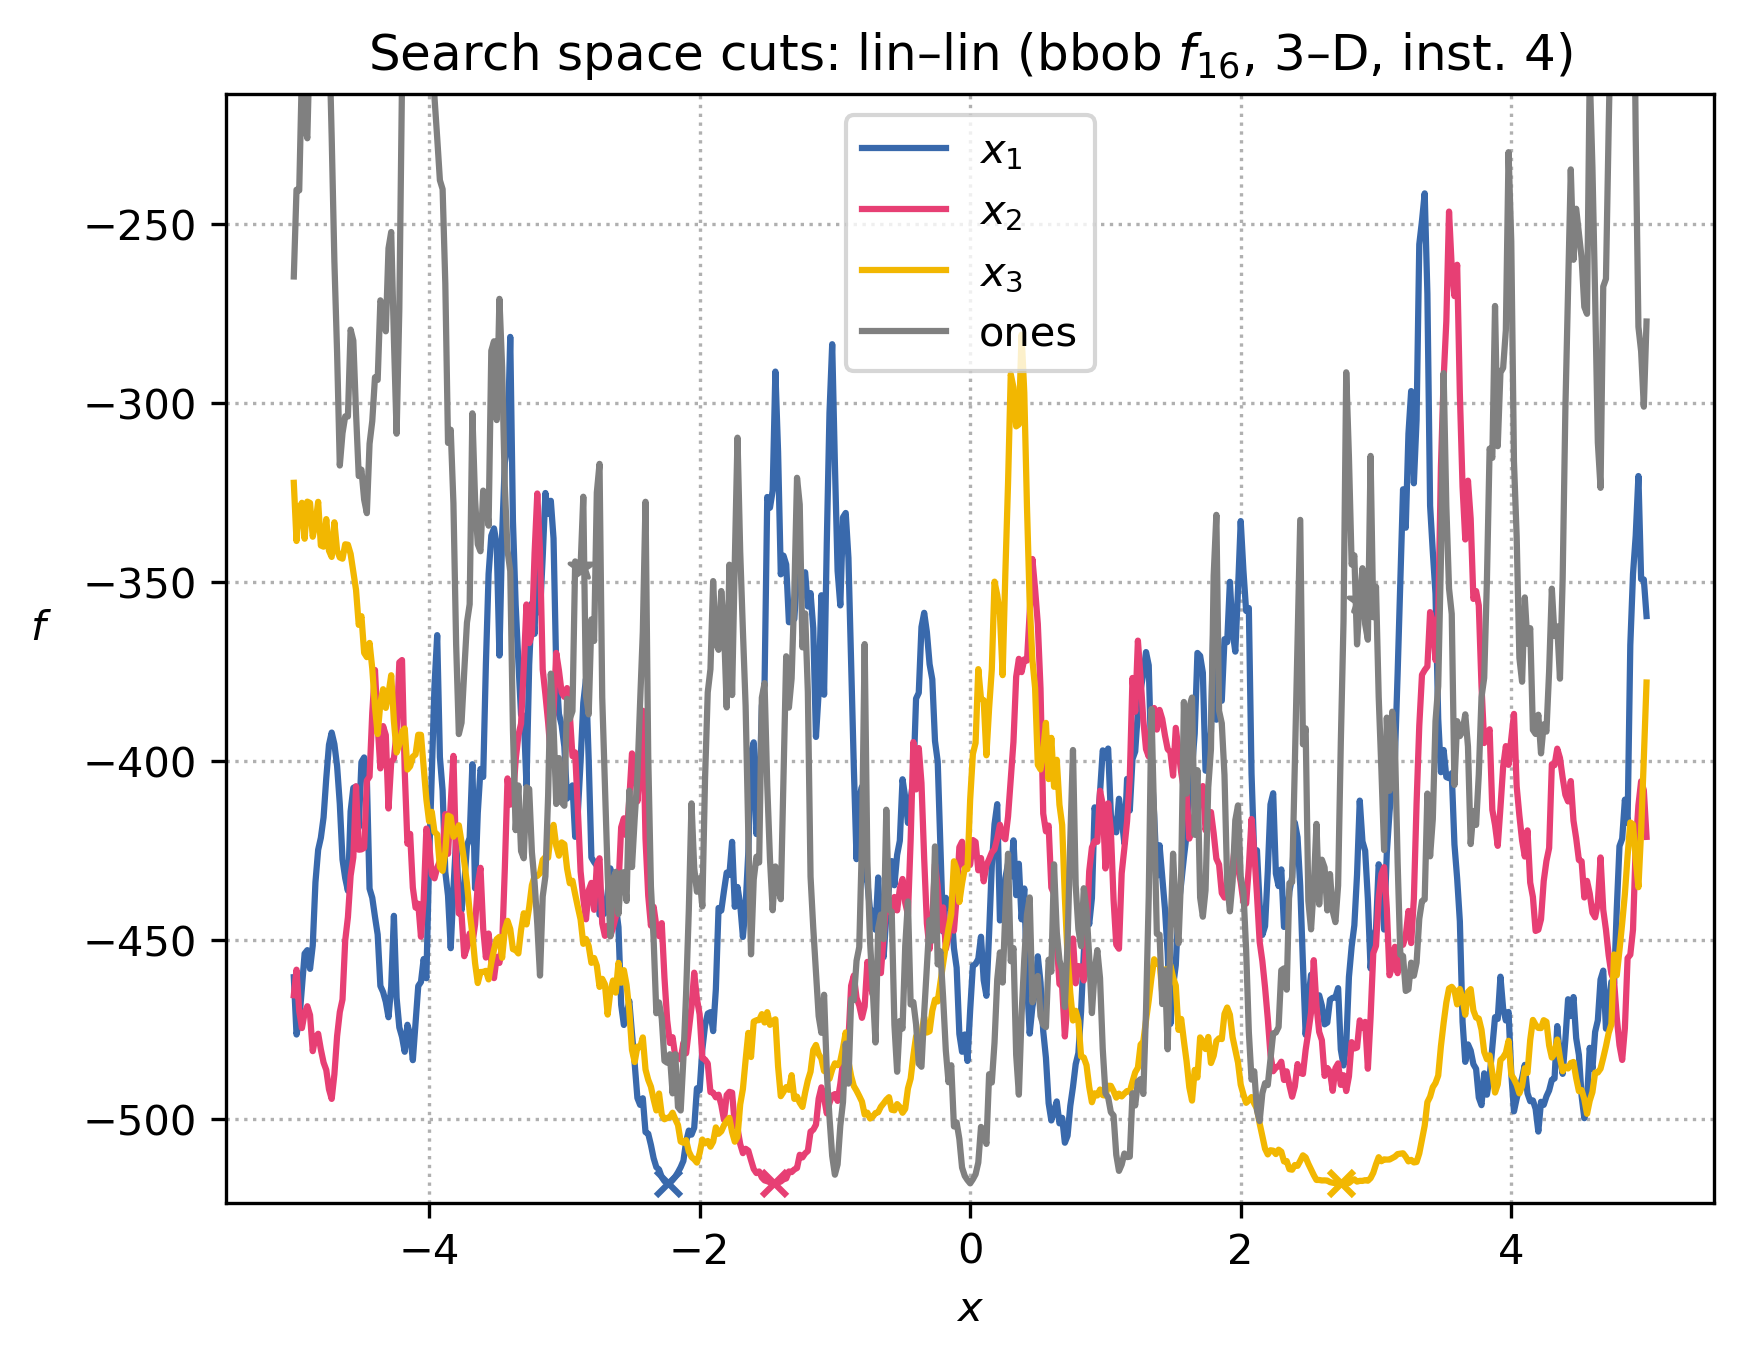 Search space cuts: lin–lin (bbob f₁₆, 3–D, inst. 4)
x₁
x₂
x₃
ones
−250
−300
−350
−400
−450
−500
f
−4
−2
0
2
4
x